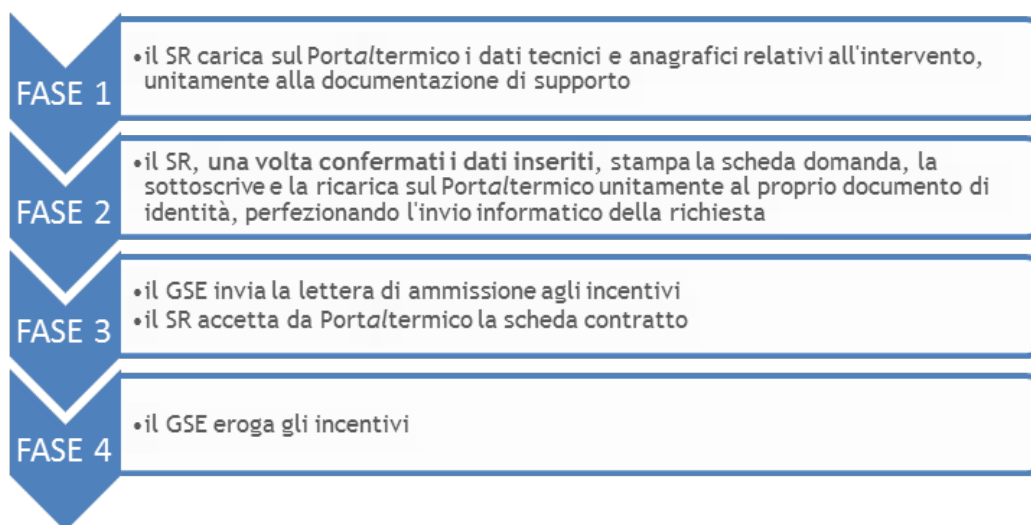 FASE 1
•il SR carica sul Portaltermico i dati tecnici e anagrafici relativi all'intervento,
unitamente alla documentazione di supporto
FASE 2
•il SR, una volta confermati i dati inseriti, stampa la scheda domanda, la
sottoscrive e la ricarica sul Portaltermico unitamente al proprio documento di
identità, perfezionando l'invio informatico della richiesta
FASE 3
•il GSE invia la lettera di ammissione agli incentivi
•il SR accetta da Portaltermico la scheda contratto
FASE 4
•il GSE eroga gli incentivi